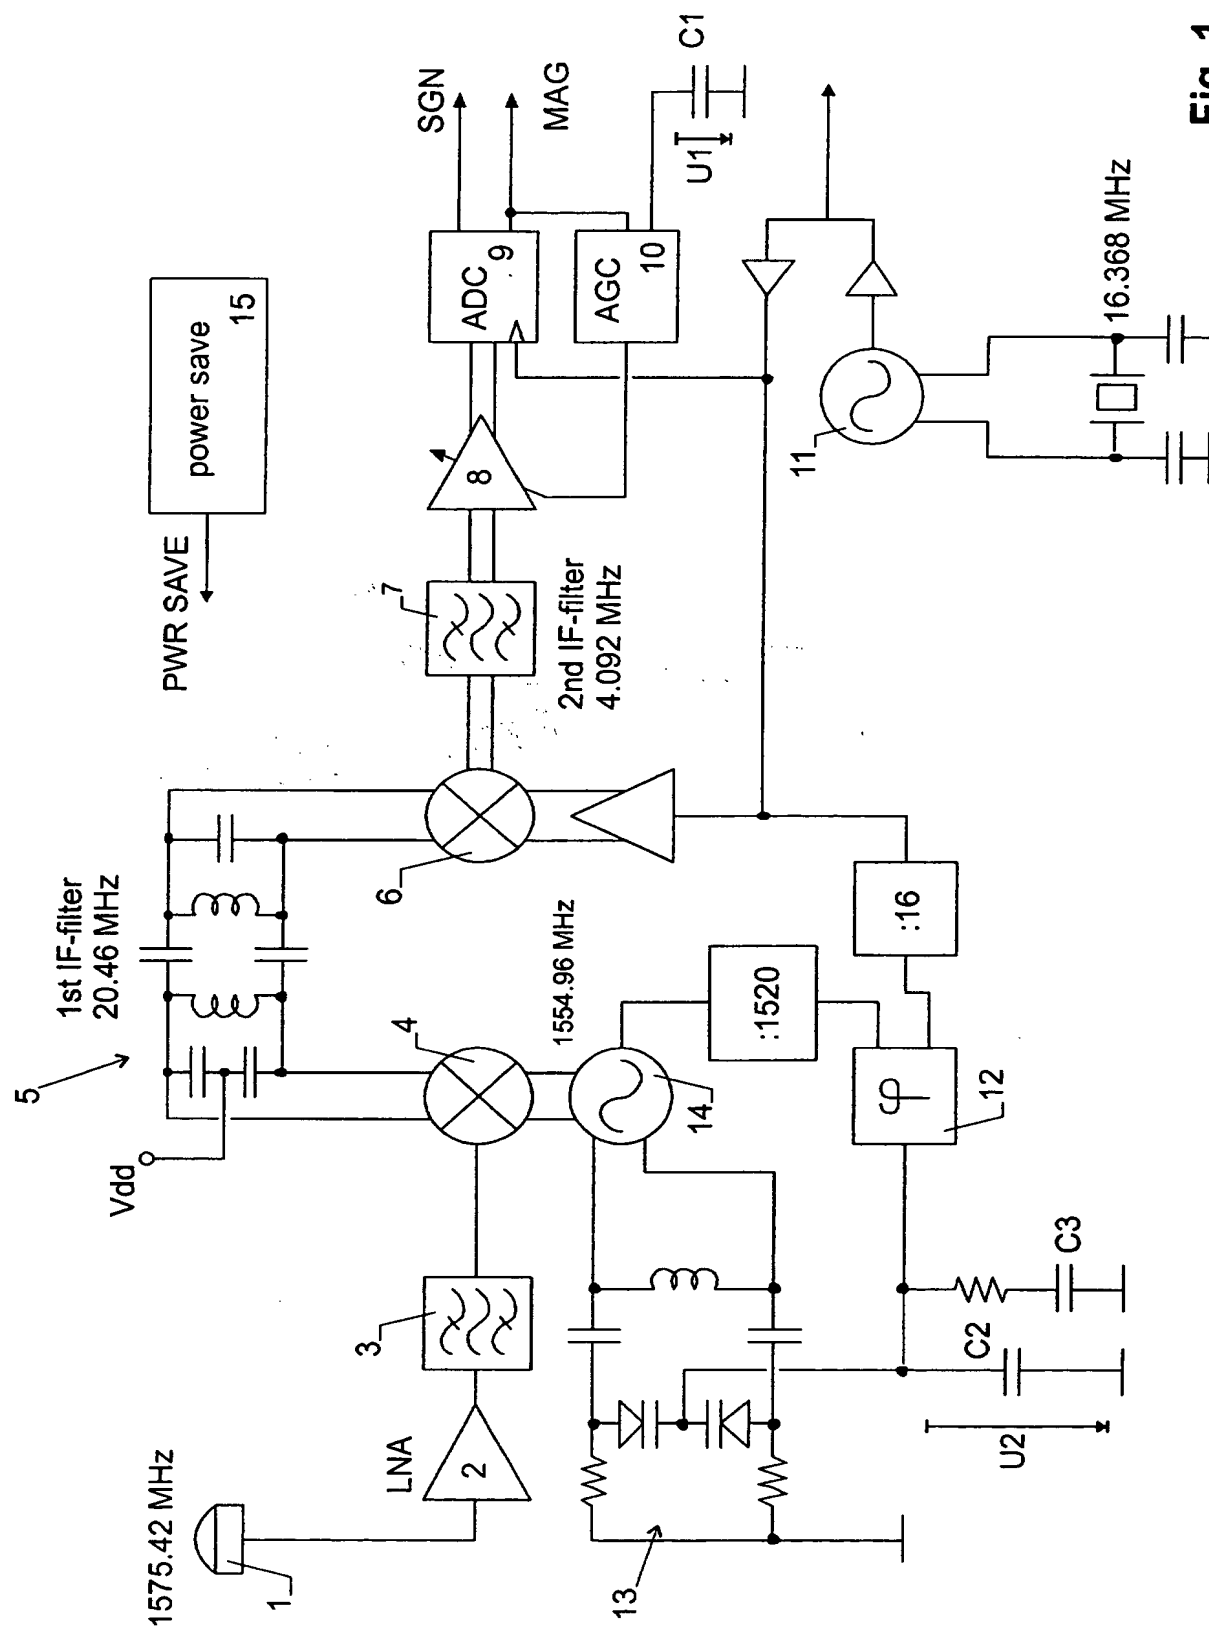 1575.42 MHz
1
LNA
2
3
Vdd
5
1st IF-filter
20.46 MHz
4
1554.96 MHz
14
13
U2
C2
C3
12
φ
:1520
:16
6
7
2nd IF-filter
4.092 MHz
8
PWR SAVE
power save
15
ADC
9
SGN
MAG
AGC
10
U1
C1
11
16.368 MHz
Fig. 1